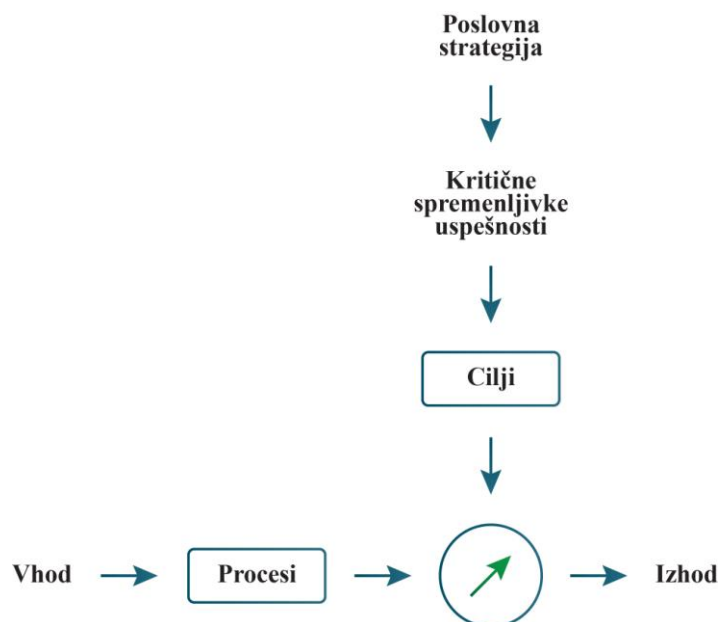 Poslovna
strategija
Kritične
spremenljivke
uspešnosti
Cilji
Vhod
Procesi
Izhod